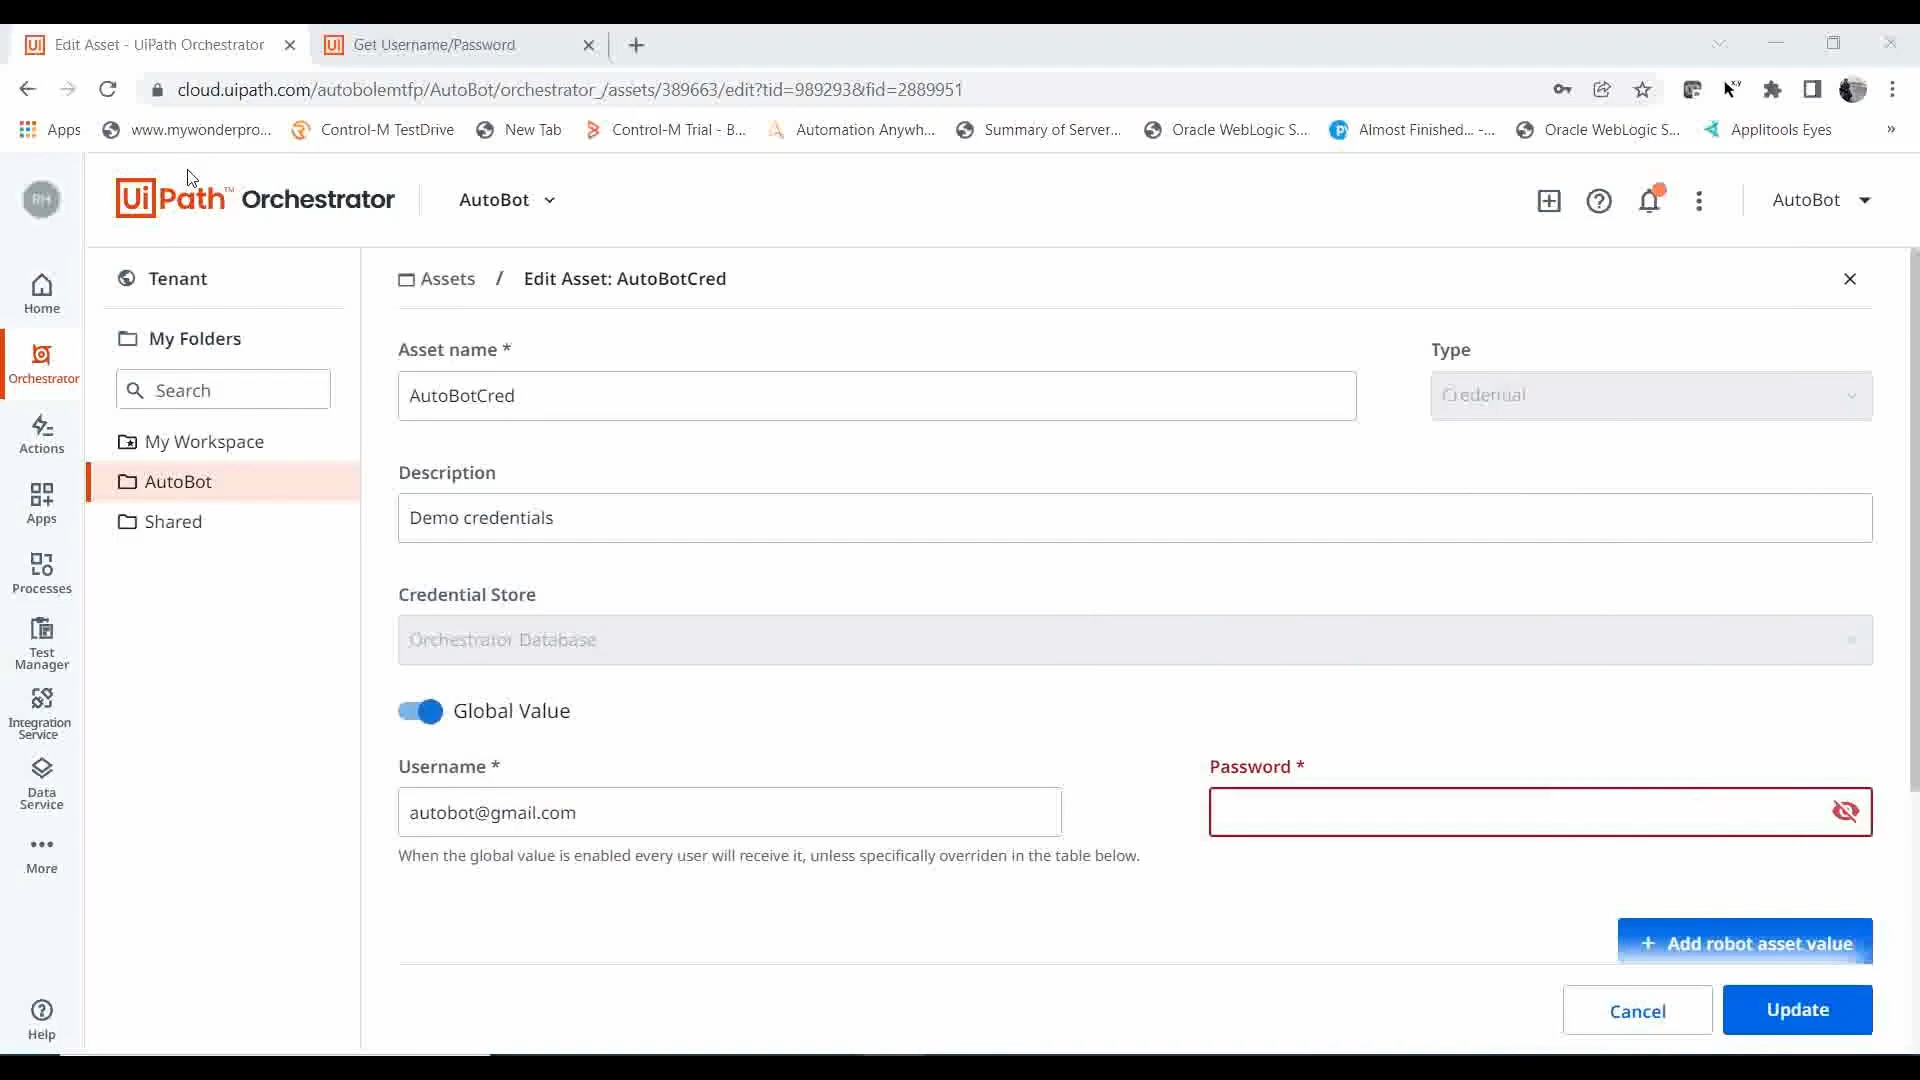 Edit Asset - UiPath Orchestrator
Get Username/Password
cloud.uipath.com/autobolemtfp/AutoBot/orchestrator_/assets/389663/edit?tid=989293&fid=2889951
Apps www.mywonderpro... Control-M TestDrive New Tab Control-M Trial - B... Automation Anywh... Summary of Server... Oracle WebLogic S... Almost Finished... -... Oracle WebLogic S... Applitools Eyes »
RH
UiPath™ Orchestrator
AutoBot
AutoBot
Home
Orchestrator
Actions
Apps
Processes
Test
Manager
Integration
Service
Data
Service
More
Help
Tenant
My Folders
Search
My Workspace
AutoBot
Shared
Assets / Edit Asset: AutoBotCred
Asset name *
AutoBotCred
Type
Credential
Description
Demo credentials
Credential Store
Orchestrator Database
Global Value
Username *
autobot@gmail.com
Password *
When the global value is enabled every user will receive it, unless specifically overriden in the table below.
+ Add robot asset value
Cancel
Update